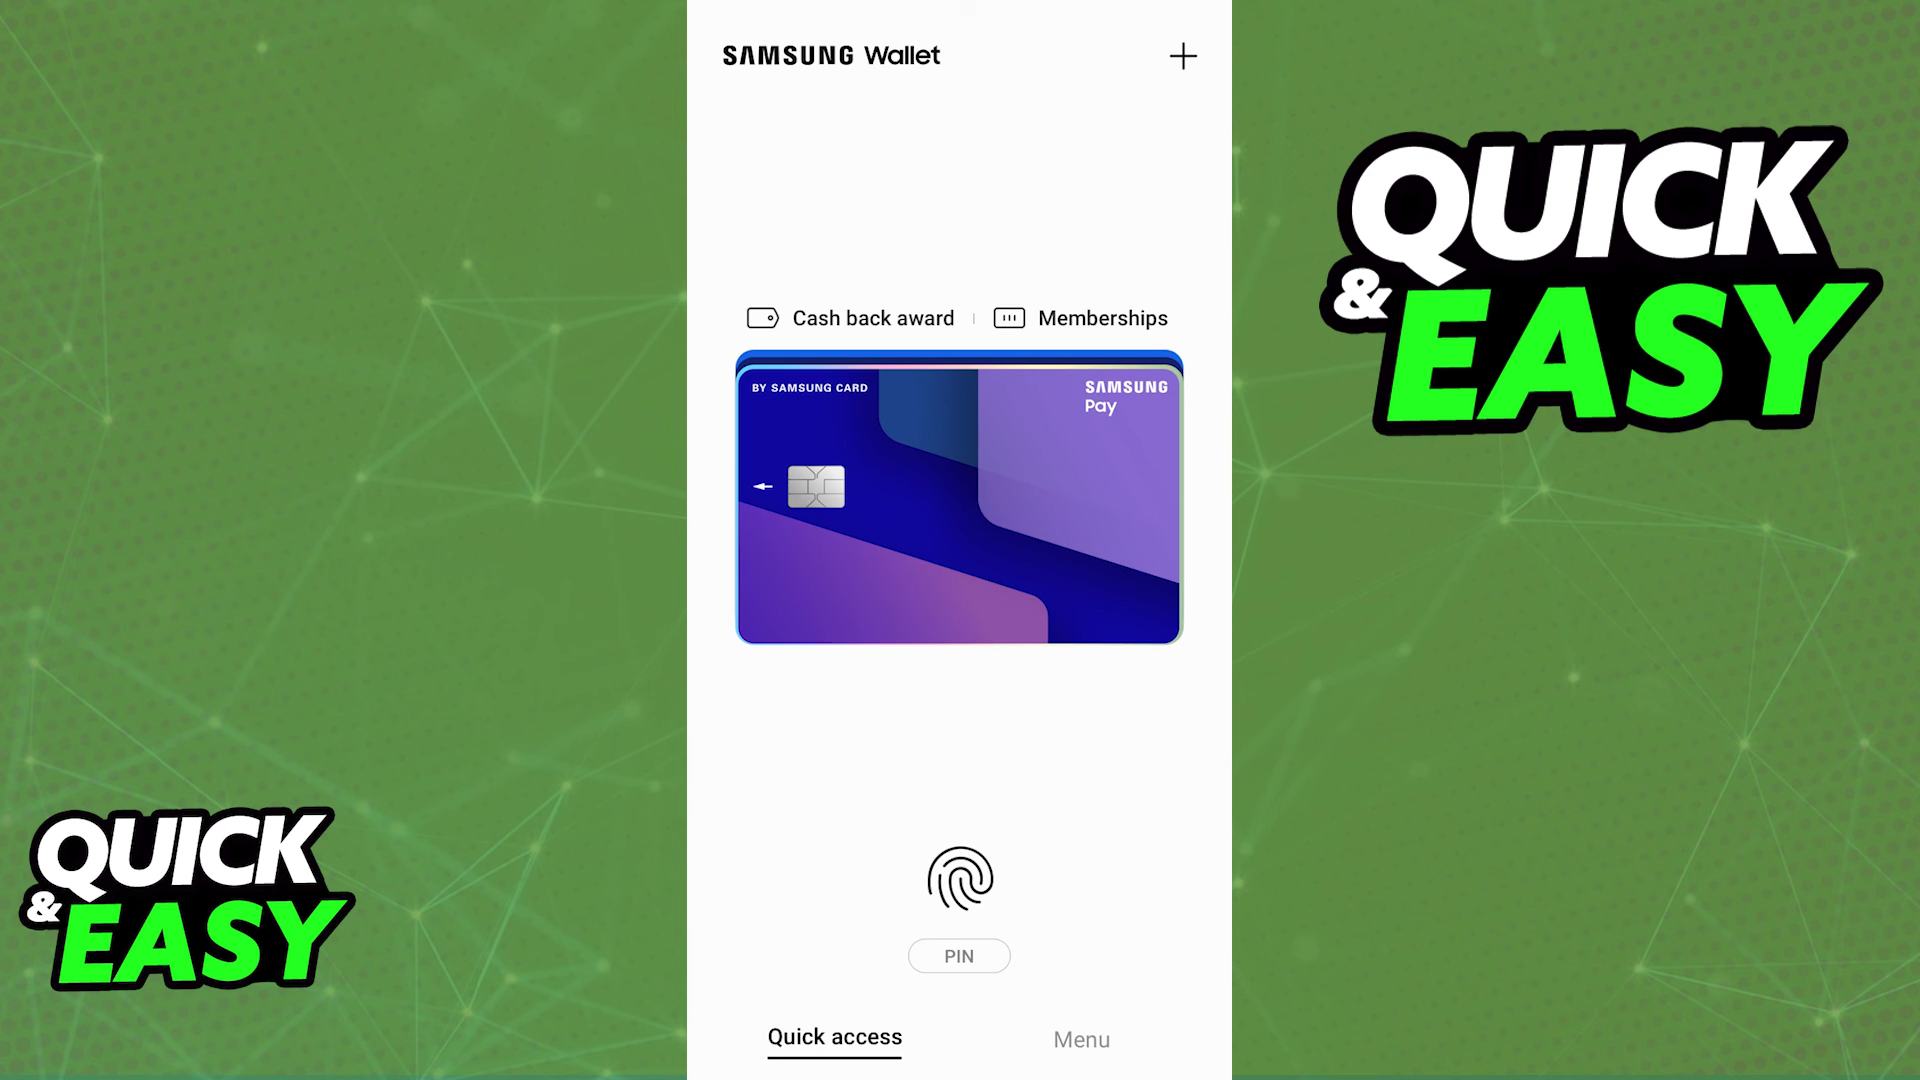 SAMSUNG Wallet
Cash back award
Memberships
BY SAMSUNG CARD
SAMSUNG
Pay
PIN
Quick access
Menu
QUICK
& EASY
QUICK
& EASY